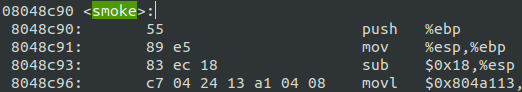 08048c90 <smoke>:
8048c90: 55 push %ebp
8048c91: 89 e5 mov %esp,%ebp
8048c93: 83 ec 18 sub $0x18,%esp
8048c96: c7 04 24 13 a1 04 08 movl $0x804a113,